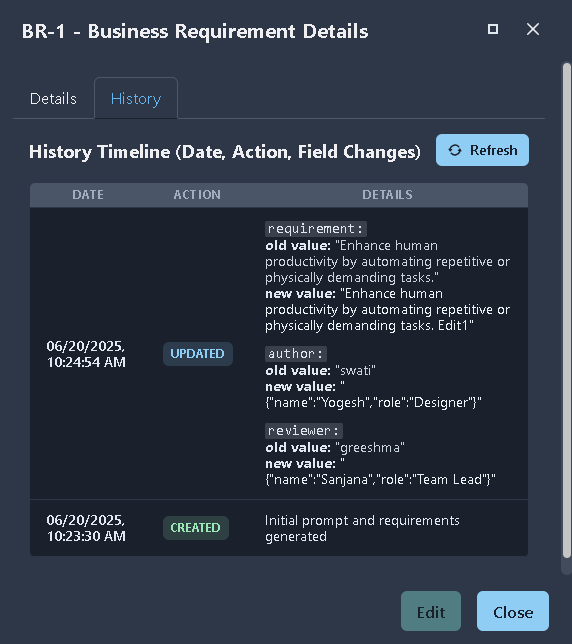 BR-1 - Business Requirement Details
Details
History
History Timeline (Date, Action, Field Changes)
Refresh
DATE
ACTION
DETAILS
06/20/2025,
10:24:54 AM
UPDATED
requirement:
old value: "Enhance human
productivity by automating repetitive or
physically demanding tasks."
new value: "Enhance human
productivity by automating repetitive or
physically demanding tasks. Edit1"
author:
old value: "swati"
new value: "
{"name":"Yogesh","role":"Designer"}"
reviewer:
old value: "greeshma"
new value: "
{"name":"Sanjana","role":"Team Lead"}"
06/20/2025,
10:23:30 AM
CREATED
Initial prompt and requirements
generated
Edit
Close